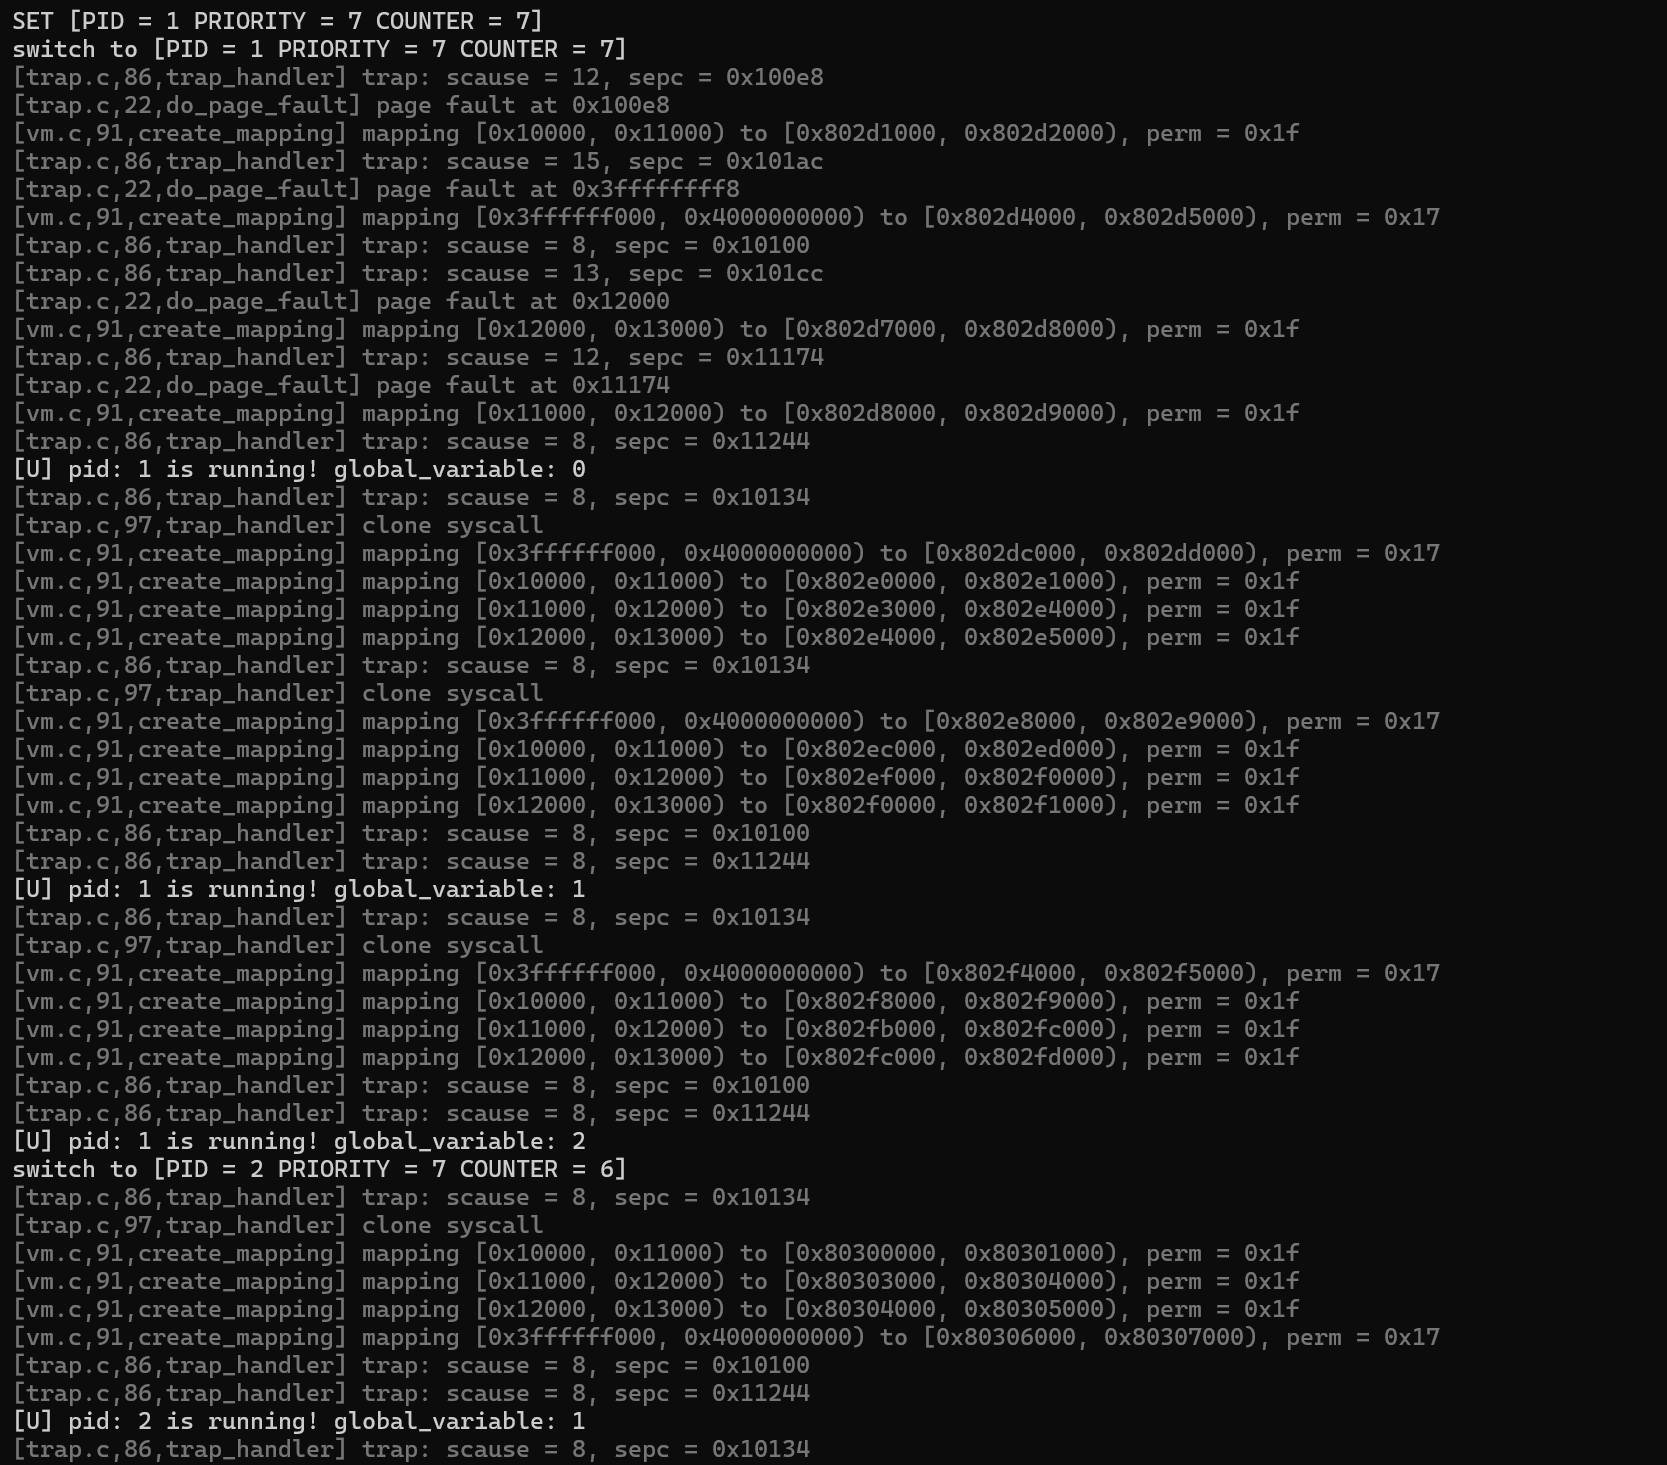 SET [PID = 1 PRIORITY = 7 COUNTER = 7]
switch to [PID = 1 PRIORITY = 7 COUNTER = 7]
[trap.c,86,trap_handler] trap: scause = 12, sepc = 0x100e8
[trap.c,22,do_page_fault] page fault at 0x100e8
[vm.c,91,create_mapping] mapping [0x10000, 0x11000) to [0x802d1000, 0x802d2000), perm = 0x1f
[trap.c,86,trap_handler] trap: scause = 15, sepc = 0x101ac
[trap.c,22,do_page_fault] page fault at 0x3ffffffff8
[vm.c,91,create_mapping] mapping [0x3ffffff000, 0x4000000000) to [0x802d4000, 0x802d5000), perm = 0x17
[trap.c,86,trap_handler] trap: scause = 8, sepc = 0x10100
[trap.c,86,trap_handler] trap: scause = 13, sepc = 0x101cc
[trap.c,22,do_page_fault] page fault at 0x12000
[vm.c,91,create_mapping] mapping [0x12000, 0x13000) to [0x802d7000, 0x802d8000), perm = 0x1f
[trap.c,86,trap_handler] trap: scause = 12, sepc = 0x11174
[trap.c,22,do_page_fault] page fault at 0x11174
[vm.c,91,create_mapping] mapping [0x11000, 0x12000) to [0x802d8000, 0x802d9000), perm = 0x1f
[trap.c,86,trap_handler] trap: scause = 8, sepc = 0x11244
[U] pid: 1 is running! global_variable: 0
[trap.c,86,trap_handler] trap: scause = 8, sepc = 0x10134
[trap.c,97,trap_handler] clone syscall
[vm.c,91,create_mapping] mapping [0x3ffffff000, 0x4000000000) to [0x802dc000, 0x802dd000), perm = 0x17
[vm.c,91,create_mapping] mapping [0x10000, 0x11000) to [0x802e0000, 0x802e1000), perm = 0x1f
[vm.c,91,create_mapping] mapping [0x11000, 0x12000) to [0x802e3000, 0x802e4000), perm = 0x1f
[vm.c,91,create_mapping] mapping [0x12000, 0x13000) to [0x802e4000, 0x802e5000), perm = 0x1f
[trap.c,86,trap_handler] trap: scause = 8, sepc = 0x10134
[trap.c,97,trap_handler] clone syscall
[vm.c,91,create_mapping] mapping [0x3ffffff000, 0x4000000000) to [0x802e8000, 0x802e9000), perm = 0x17
[vm.c,91,create_mapping] mapping [0x10000, 0x11000) to [0x802ec000, 0x802ed000), perm = 0x1f
[vm.c,91,create_mapping] mapping [0x11000, 0x12000) to [0x802ef000, 0x802f0000), perm = 0x1f
[vm.c,91,create_mapping] mapping [0x12000, 0x13000) to [0x802f0000, 0x802f1000), perm = 0x1f
[trap.c,86,trap_handler] trap: scause = 8, sepc = 0x10100
[trap.c,86,trap_handler] trap: scause = 8, sepc = 0x11244
[U] pid: 1 is running! global_variable: 1
[trap.c,86,trap_handler] trap: scause = 8, sepc = 0x10134
[trap.c,97,trap_handler] clone syscall
[vm.c,91,create_mapping] mapping [0x3ffffff000, 0x4000000000) to [0x802f4000, 0x802f5000), perm = 0x17
[vm.c,91,create_mapping] mapping [0x10000, 0x11000) to [0x802f8000, 0x802f9000), perm = 0x1f
[vm.c,91,create_mapping] mapping [0x11000, 0x12000) to [0x802fb000, 0x802fc000), perm = 0x1f
[vm.c,91,create_mapping] mapping [0x12000, 0x13000) to [0x802fc000, 0x802fd000), perm = 0x1f
[trap.c,86,trap_handler] trap: scause = 8, sepc = 0x10100
[trap.c,86,trap_handler] trap: scause = 8, sepc = 0x11244
[U] pid: 1 is running! global_variable: 2
switch to [PID = 2 PRIORITY = 7 COUNTER = 6]
[trap.c,86,trap_handler] trap: scause = 8, sepc = 0x10134
[trap.c,97,trap_handler] clone syscall
[vm.c,91,create_mapping] mapping [0x10000, 0x11000) to [0x80300000, 0x80301000), perm = 0x1f
[vm.c,91,create_mapping] mapping [0x11000, 0x12000) to [0x80303000, 0x80304000), perm = 0x1f
[vm.c,91,create_mapping] mapping [0x12000, 0x13000) to [0x80304000, 0x80305000), perm = 0x1f
[vm.c,91,create_mapping] mapping [0x3ffffff000, 0x4000000000) to [0x80306000, 0x80307000), perm = 0x17
[trap.c,86,trap_handler] trap: scause = 8, sepc = 0x10100
[trap.c,86,trap_handler] trap: scause = 8, sepc = 0x11244
[U] pid: 2 is running! global_variable: 1
[trap.c,86,trap_handler] trap: scause = 8, sepc = 0x10134